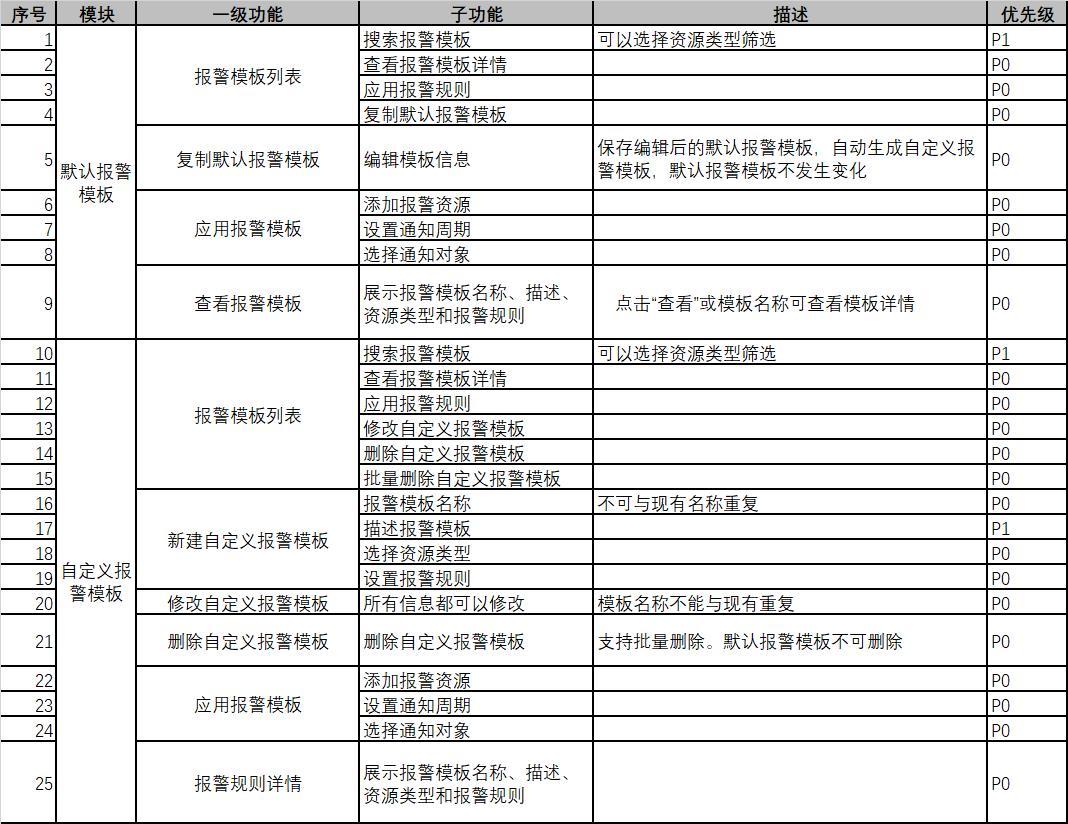 序号 模块 一级功能 子功能 描述 优先级
1 默认报警模板 报警模板列表 搜索报警模板 可以选择资源类型筛选 P1
2 查看报警模板详情 P0
3 应用报警规则 P0
4 复制默认报警模板 P0
5 复制默认报警模板 编辑模板信息 保存编辑后的默认报警模板，自动生成自定义报
警模板，默认报警模板不发生变化 P0
6 应用报警模板 添加报警资源 P0
7 设置通知周期 P0
8 选择通知对象 P0
9 查看报警模板 展示报警模板名称、描述、
资源类型和报警规则 点击“查看”或模板名称可查看模板详情 P0
10 自定义报警模板 报警模板列表 搜索报警模板 可以选择资源类型筛选 P1
11 查看报警模板详情 P0
12 应用报警规则 P0
13 修改自定义报警模板 P0
14 删除自定义报警模板 P0
15 批量删除自定义报警模板 P0
16 新建自定义报警模板 报警模板名称 不可与现有名称重复 P0
17 描述报警模板 P1
18 选择资源类型 P0
19 设置报警规则 P0
20 修改自定义报警模板 所有信息都可以修改 模板名称不能与现有重复 P0
21 删除自定义报警模板 删除自定义报警模板 支持批量删除。默认报警模板不可删除 P0
22 应用报警模板 添加报警资源 P0
23 设置通知周期 P0
24 选择通知对象 P0
25 报警规则详情 展示报警模板名称、描述、
资源类型和报警规则 P0